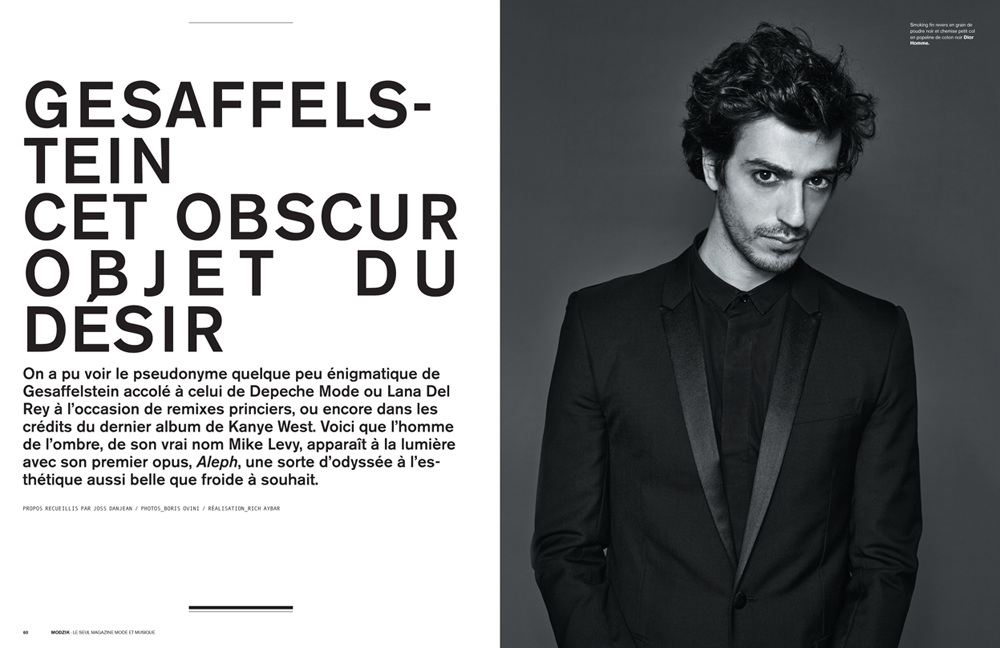 GESAFFELS-
TEIN
CET OBSCUR
OBJET DU
DÉSIR
On a pu voir le pseudonyme quelque peu énigmatique de
Gesaffelstein accolé à celui de Depeche Mode ou Lana Del
Rey à l'occasion de remixes princiers, ou encore dans les
crédits du dernier album de Kanye West. Voici que l'homme
de l'ombre, de son vrai nom Mike Levy, apparaît à la lumière
avec son premier opus, Aleph, une sorte d'odyssée à l'es-
thétique aussi belle que froide à souhait.
PROPOS RECUEILLIS PAR JOSS DANJEAN / PHOTOS_BORIS OVINI / RÉALISATION_RICH AYBAR
MODZIK - LE SEUL MAGAZINE MODE ET MUSIQUE
Smoking fin revers en grain de
poudre noir et chemise petit col
en popeline de coton noir Dior
Homme.